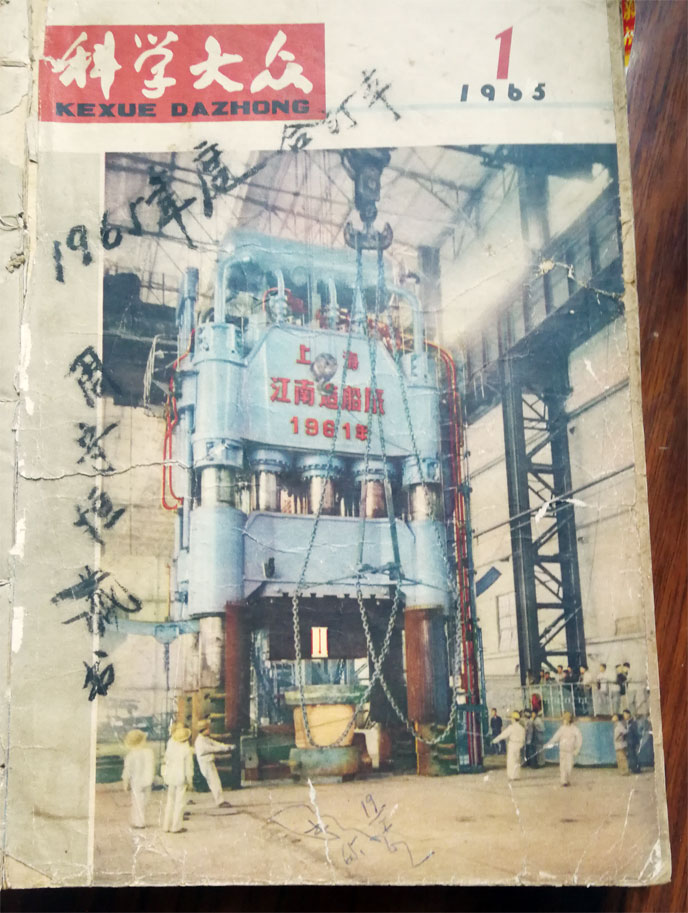 科学大众
KEXUE DAZHONG
1
1965
1965年度 合订本
上海
江南造船厂
1961年